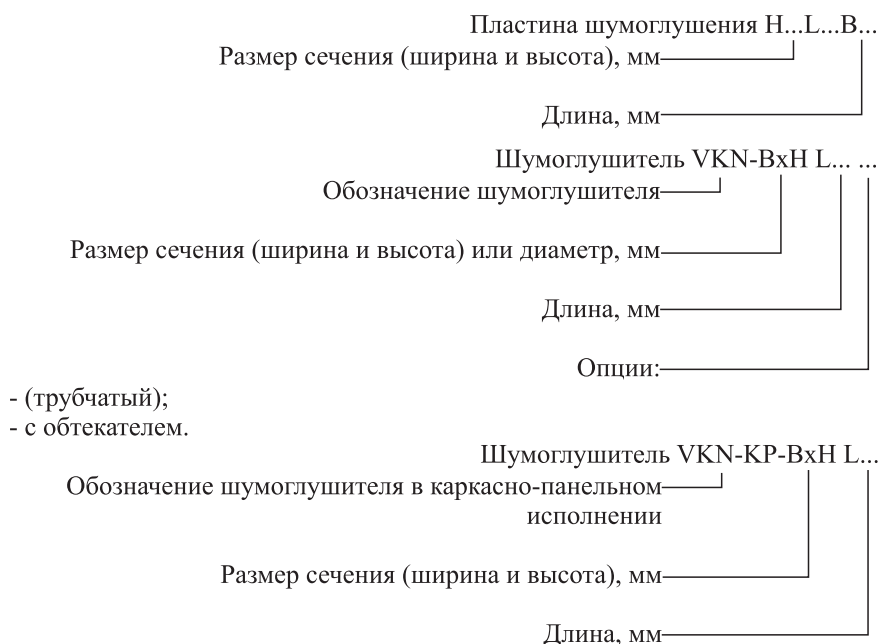 Пластина шумоглушения H...L...B...
Размер сечения (ширина и высота), мм
Длина, мм
Шумоглушитель VKN-BxH L... ...
Обозначение шумоглушителя
Размер сечения (ширина и высота) или диаметр, мм
Длина, мм
Опции:
- (трубчатый);
- с обтекателем.
Шумоглушитель VKN-KP-BxH L...
Обозначение шумоглушителя в каркасно-панельном
исполнении
Размер сечения (ширина и высота), мм
Длина, мм